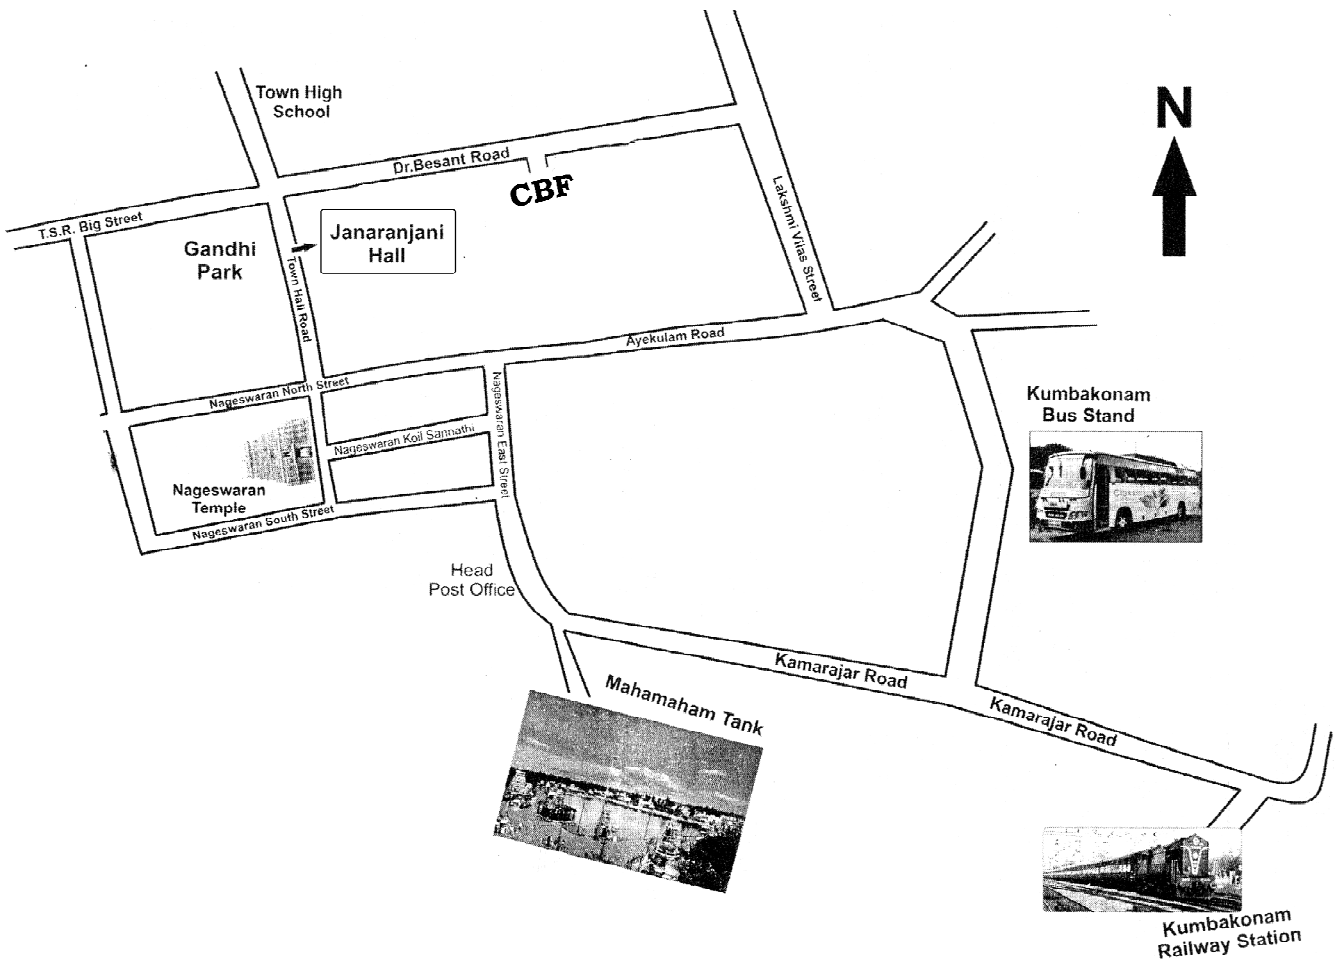 N
Town High
School
Dr.Besant Road
CBF
T.S.R. Big Street
Gandhi
Park
Janaranjani
Hall
Town Hall Road
Lakshmi Vilas Street
Ayekulam Road
Nageswaran North Street
Nageswaran East Street
Kumbakonam
Bus Stand
Nageswaran Koil Sannathi
Nageswaran
Temple
Nageswaran South Street
Head
Post Office
Kamarajar Road
Mahamaham Tank
Kamarajar Road
Kumbakonam
Railway Station